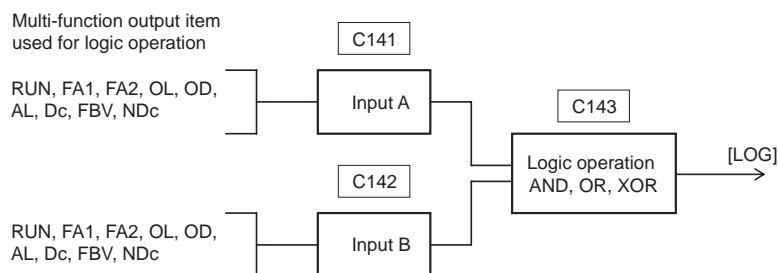 Multi-function output item
used for logic operation
C141
RUN, FA1, FA2, OL, OD,
AL, Dc, FBV, NDc
Input A
C143
Logic operation
AND, OR, XOR
[LOG]
C142
RUN, FA1, FA2, OL, OD,
AL, Dc, FBV, NDc
Input B